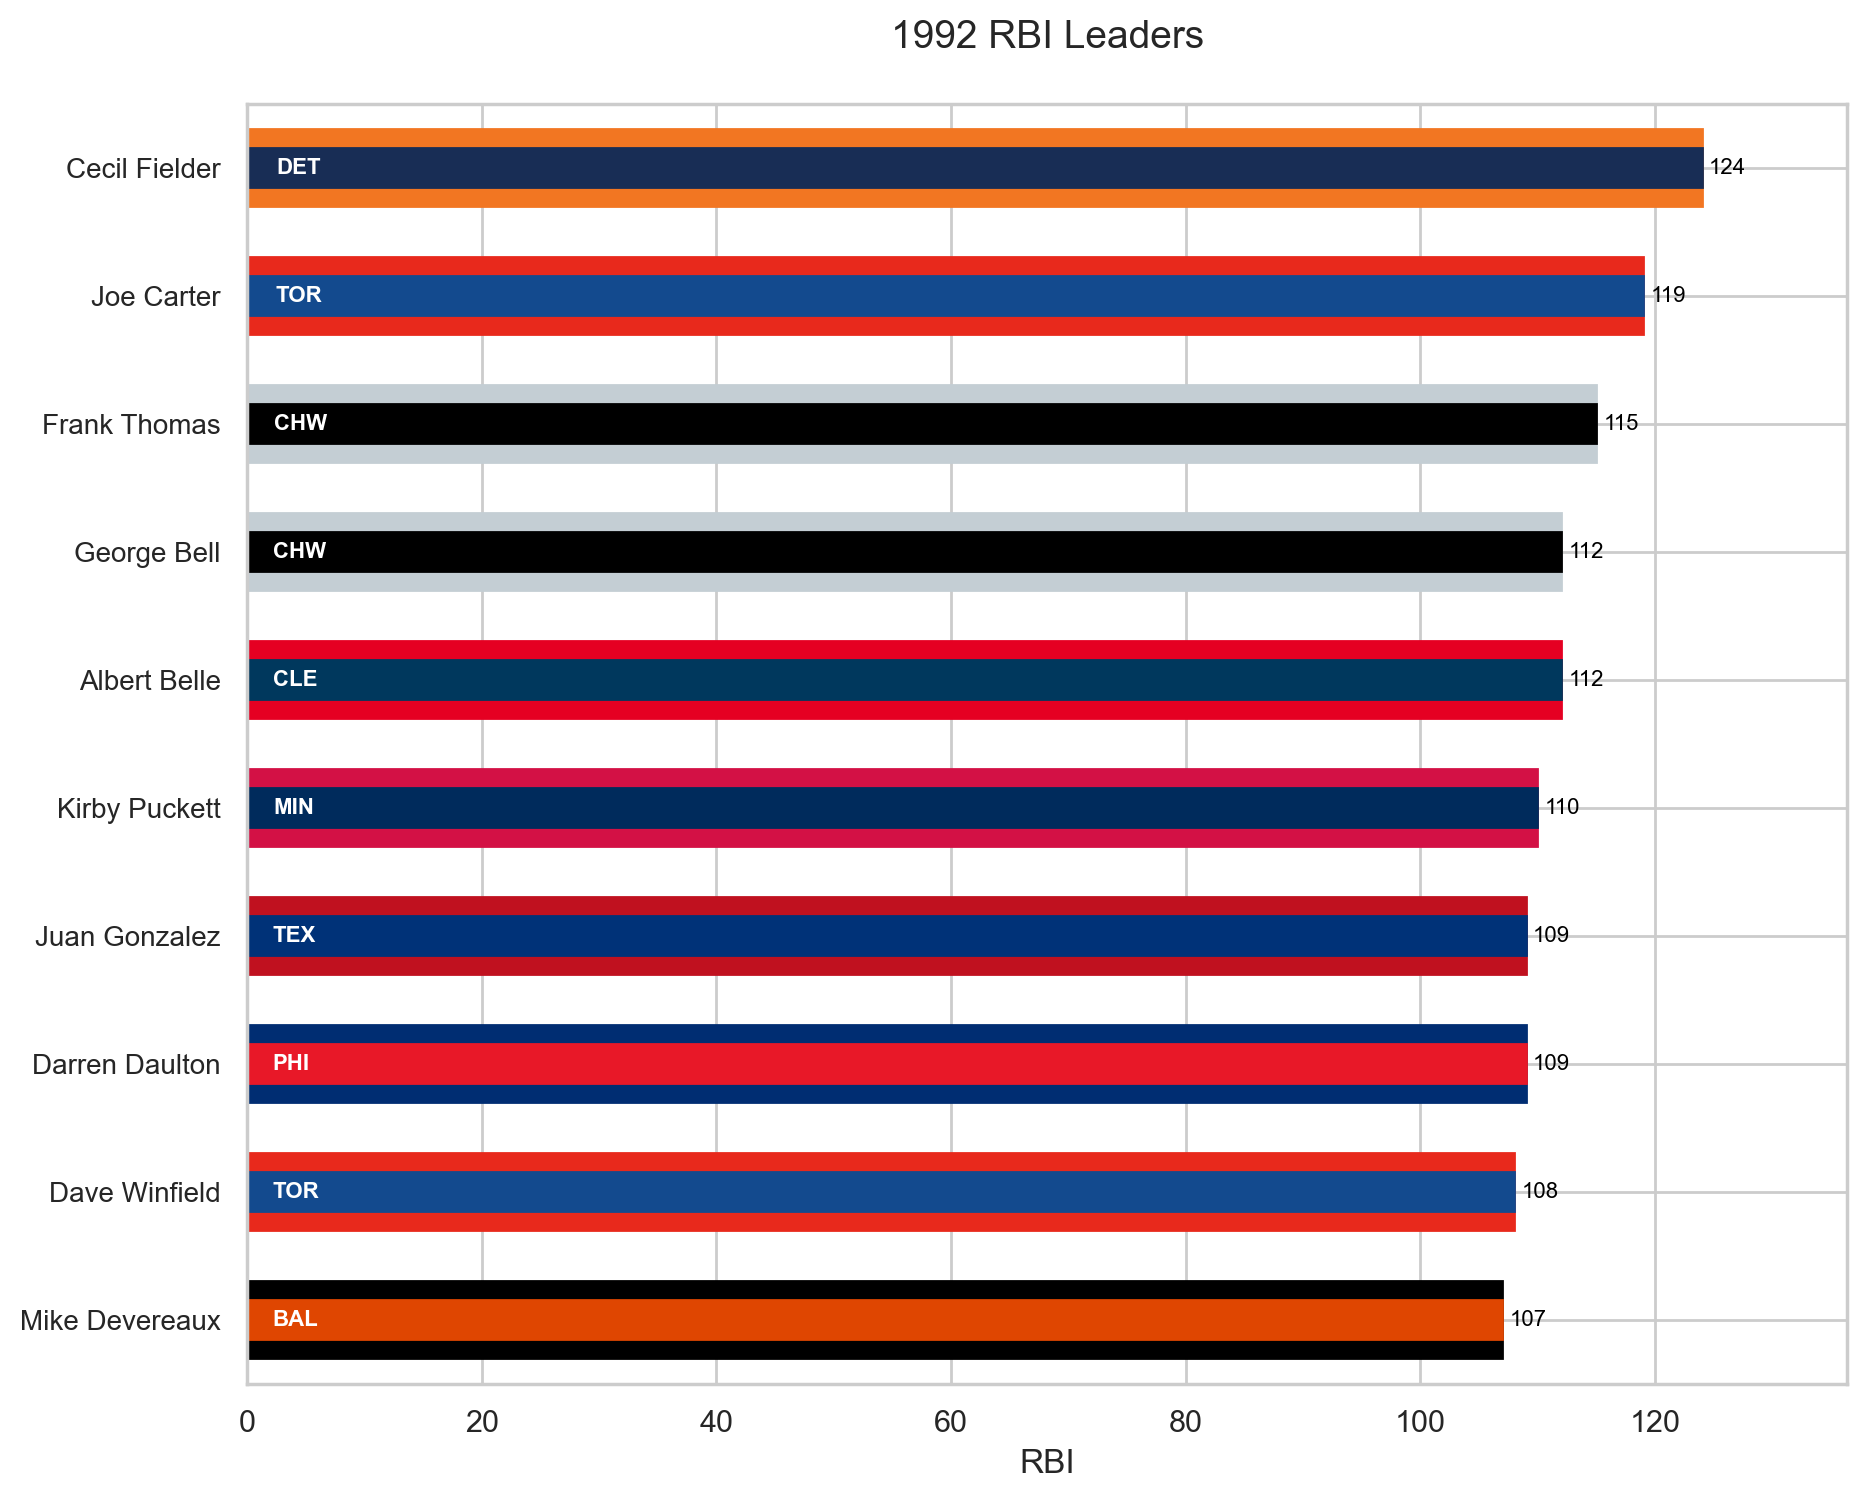 1992 RBI Leaders
Cecil Fielder DET 124
Joe Carter TOR 119
Frank Thomas CHW 115
George Bell CHW 112
Albert Belle CLE 112
Kirby Puckett MIN 110
Juan Gonzalez TEX 109
Darren Daulton PHI 109
Dave Winfield TOR 108
Mike Devereaux BAL 107
0 20 40 60 80 100 120
RBI